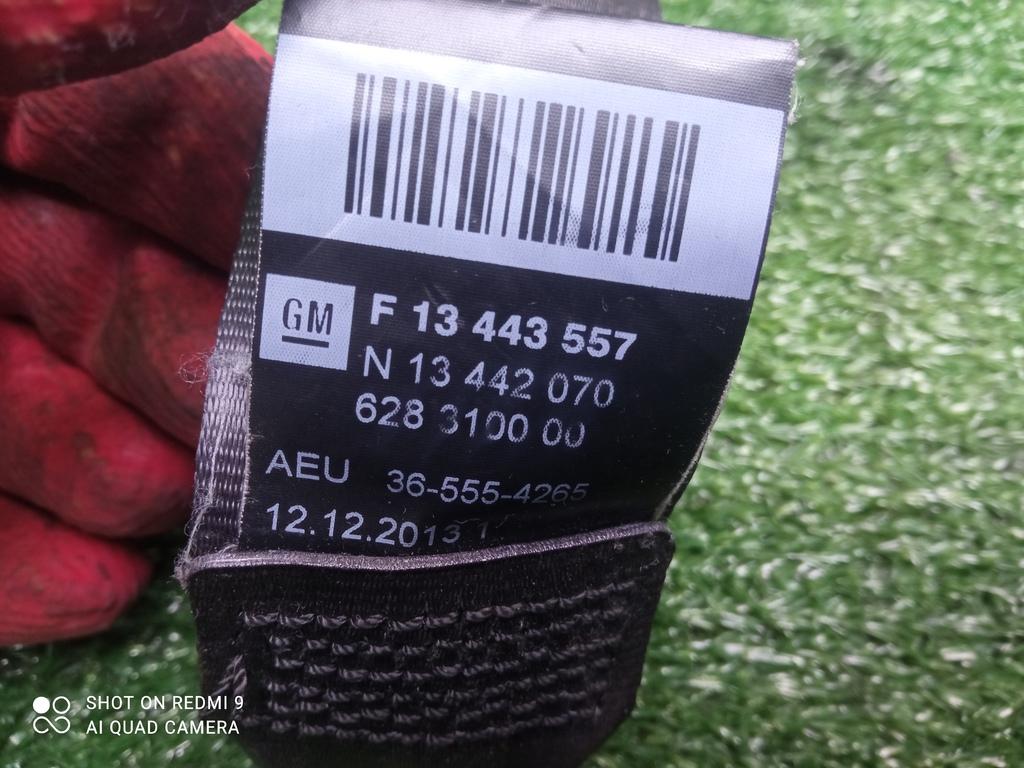 GM
F 13 443 557
N 13 442 070
628 3100 00
AEU 36-555-4265
12.12.2013 1
SHOT ON REDMI 9
AI QUAD CAMERA